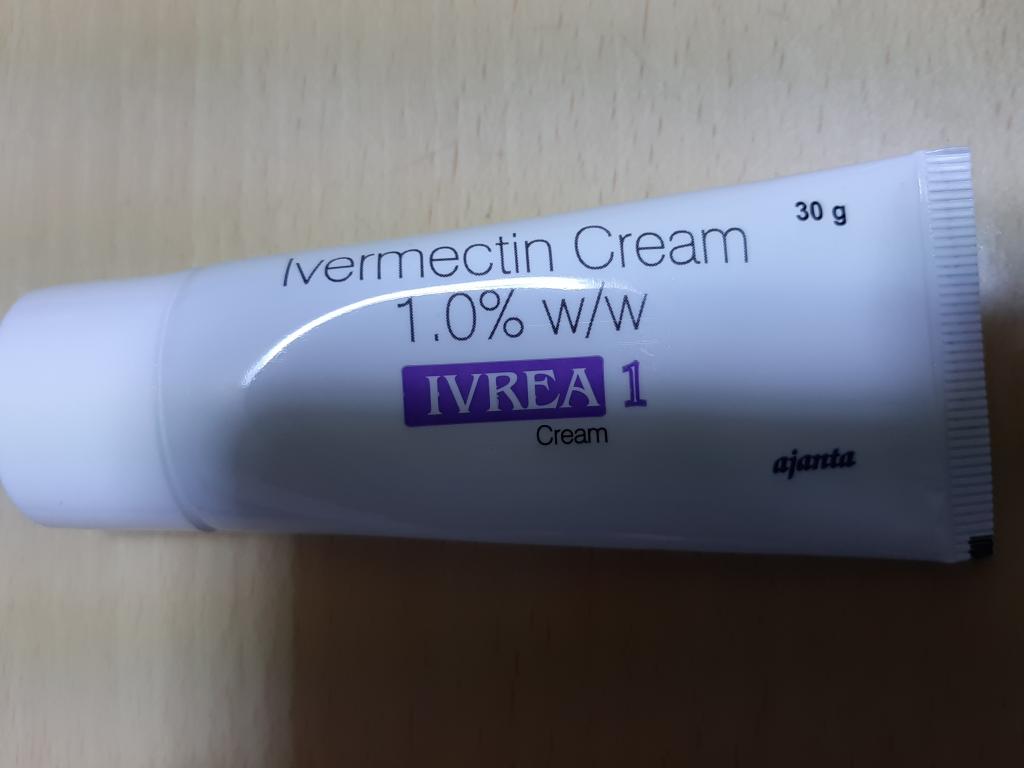 30 g
Ivermectin Cream
1.0% w/w
IVREA 1
Cream
ajanta